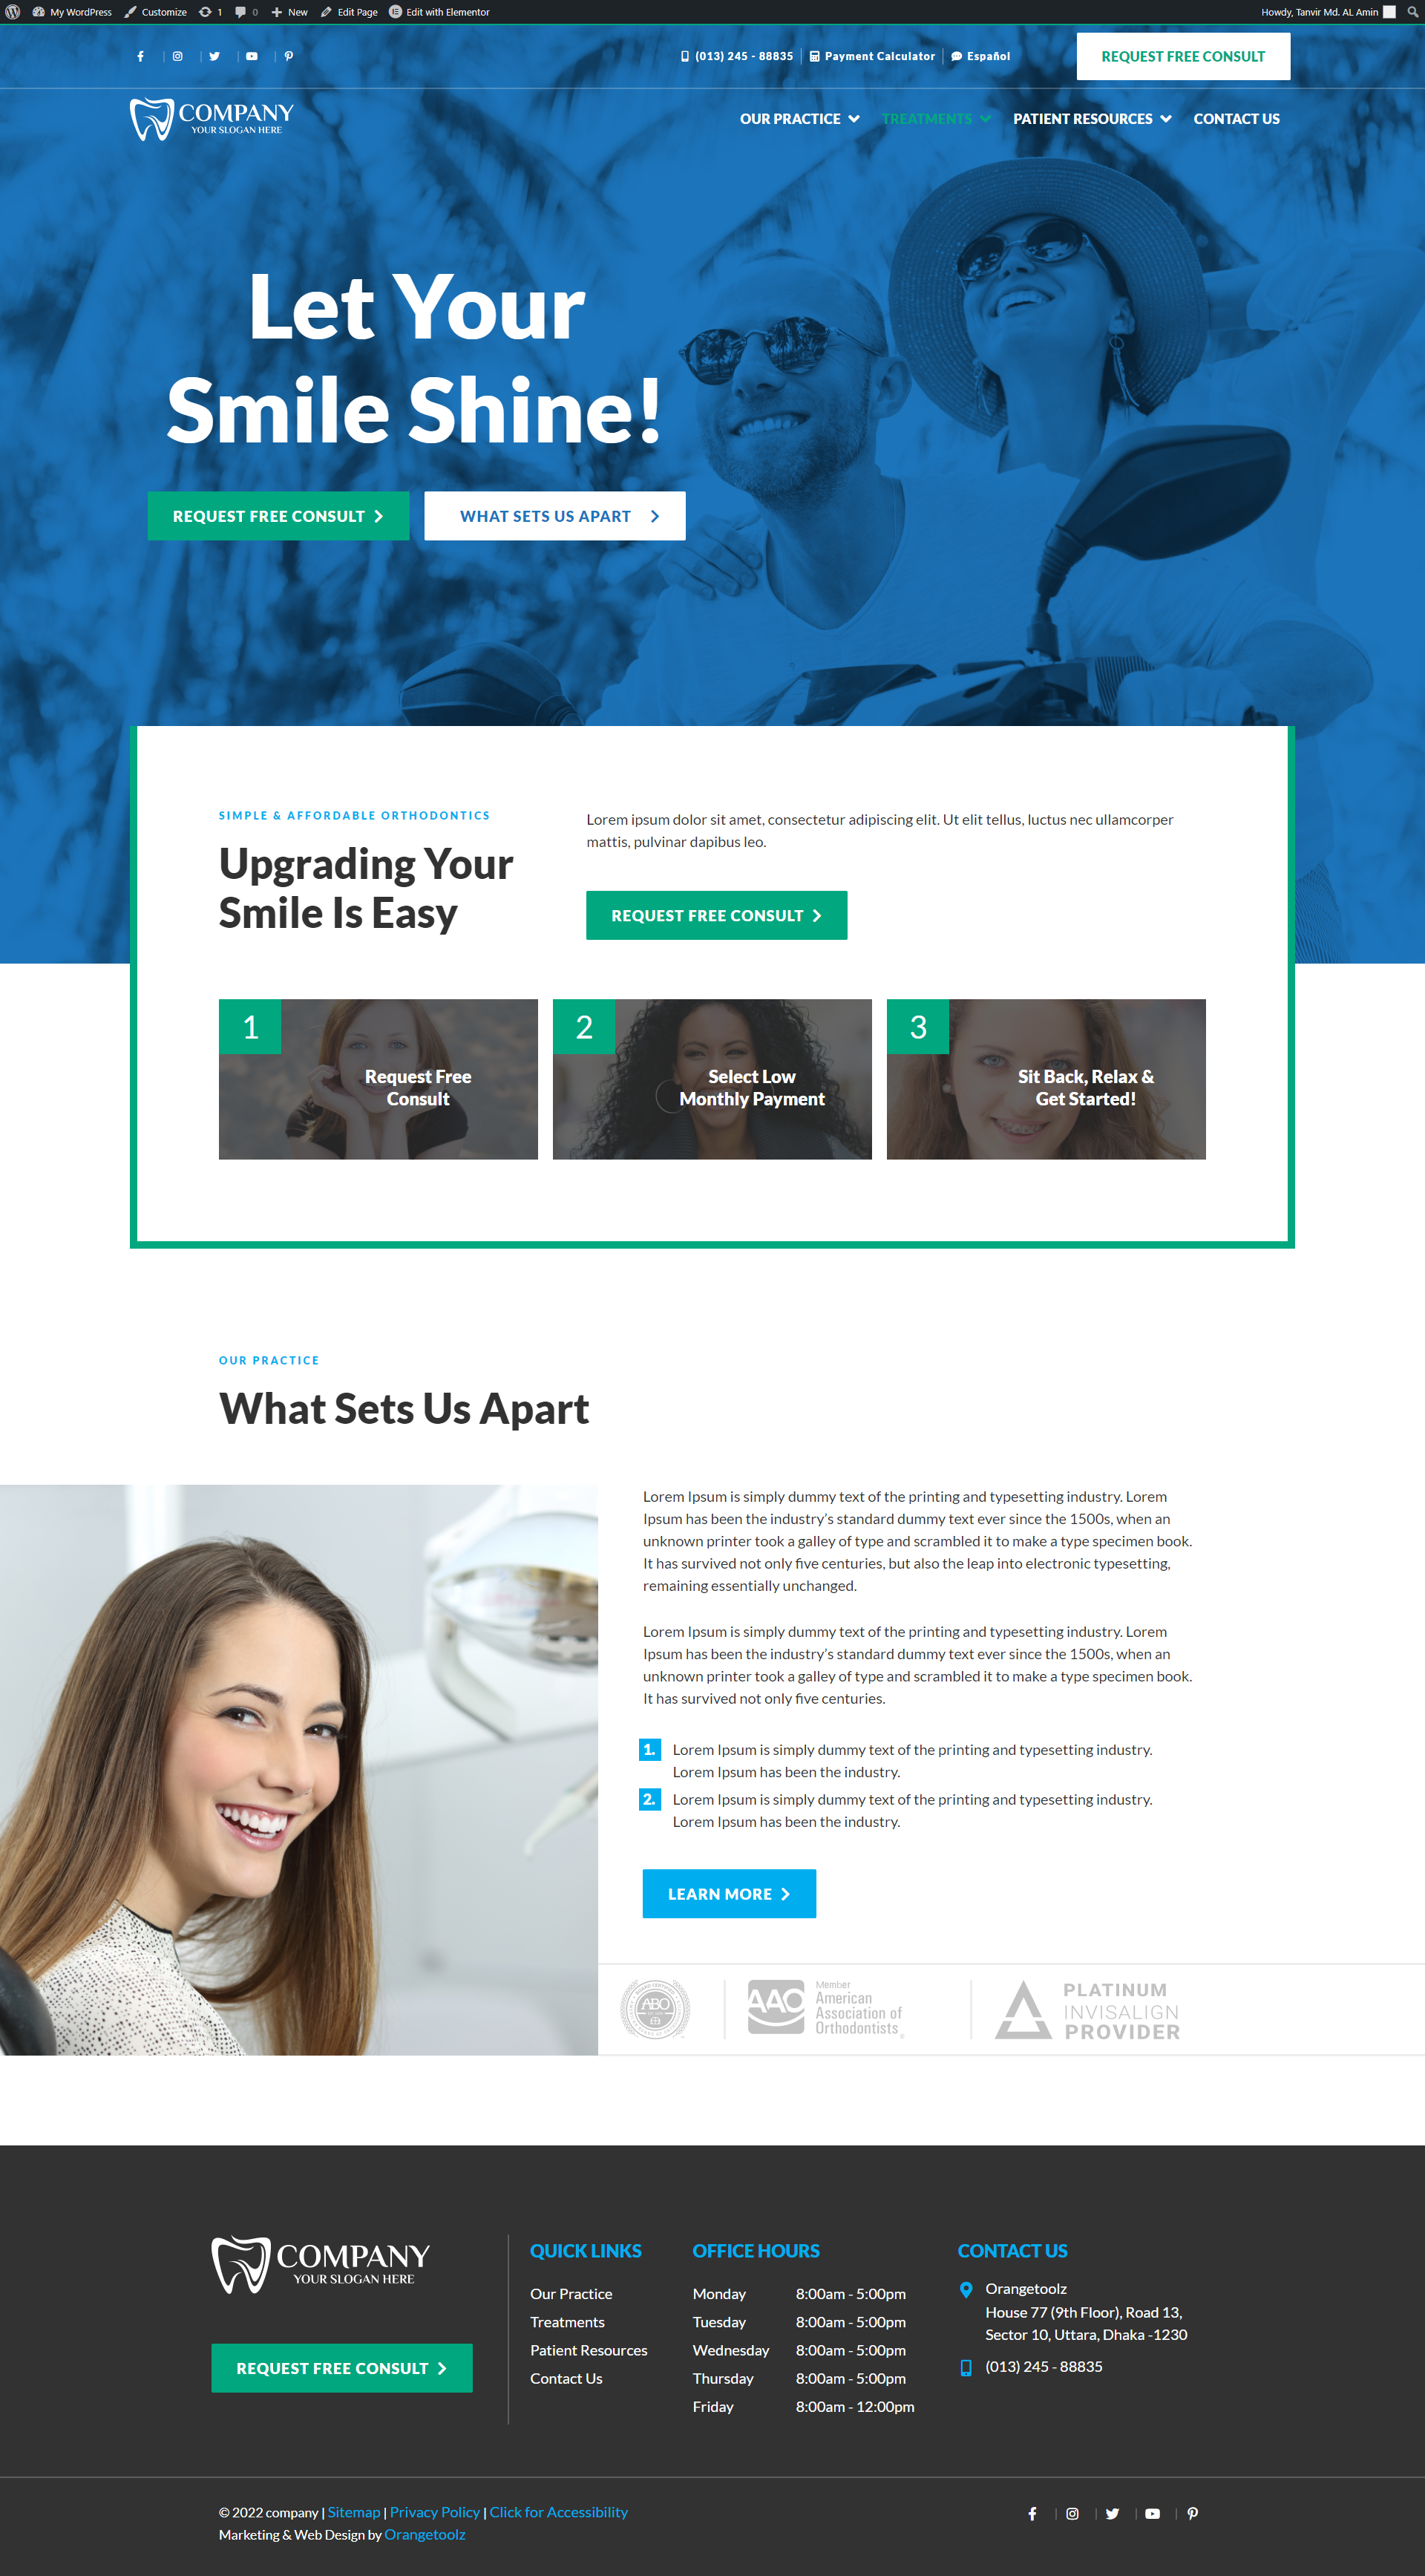 My WordPress Customize 1 0 New Edit Page Edit with Elementor Howdy, Tanvir Md. AL Amin
(013) 245 - 88835 Payment Calculator Español REQUEST FREE CONSULT
COMPANY
YOUR SLOGAN HERE
OUR PRACTICE TREATMENTS PATIENT RESOURCES CONTACT US
Let Your
Smile Shine!
REQUEST FREE CONSULT WHAT SETS US APART
SIMPLE & AFFORDABLE ORTHODONTICS
Upgrading Your
Smile Is Easy
Lorem ipsum dolor sit amet, consectetur adipiscing elit. Ut elit tellus, luctus nec ullamcorper
mattis, pulvinar dapibus leo.
REQUEST FREE CONSULT
1
Request Free
Consult
2
Select Low
Monthly Payment
3
Sit Back, Relax &
Get Started!
OUR PRACTICE
What Sets Us Apart
Lorem Ipsum is simply dummy text of the printing and typesetting industry. Lorem
Ipsum has been the industry's standard dummy text ever since the 1500s, when an
unknown printer took a galley of type and scrambled it to make a type specimen book.
It has survived not only five centuries, but also the leap into electronic typesetting,
remaining essentially unchanged.
Lorem Ipsum is simply dummy text of the printing and typesetting industry. Lorem
Ipsum has been the industry's standard dummy text ever since the 1500s, when an
unknown printer took a galley of type and scrambled it to make a type specimen book.
It has survived not only five centuries.
1. Lorem Ipsum is simply dummy text of the printing and typesetting industry.
Lorem Ipsum has been the industry.
2. Lorem Ipsum is simply dummy text of the printing and typesetting industry.
Lorem Ipsum has been the industry.
LEARN MORE
ABO
AAO
Member
American
Association of
Orthodontists
PLATINUM
INVISALIGN
PROVIDER
COMPANY
YOUR SLOGAN HERE
REQUEST FREE CONSULT
QUICK LINKS
Our Practice
Treatments
Patient Resources
Contact Us
OFFICE HOURS
Monday 8:00am - 5:00pm
Tuesday 8:00am - 5:00pm
Wednesday 8:00am - 5:00pm
Thursday 8:00am - 5:00pm
Friday 8:00am - 12:00pm
CONTACT US
Orangetoolz
House 77 (9th Floor), Road 13,
Sector 10, Uttara, Dhaka -1230
(013) 245 - 88835
© 2022 company | Sitemap | Privacy Policy | Click for Accessibility
Marketing & Web Design by Orangetoolz